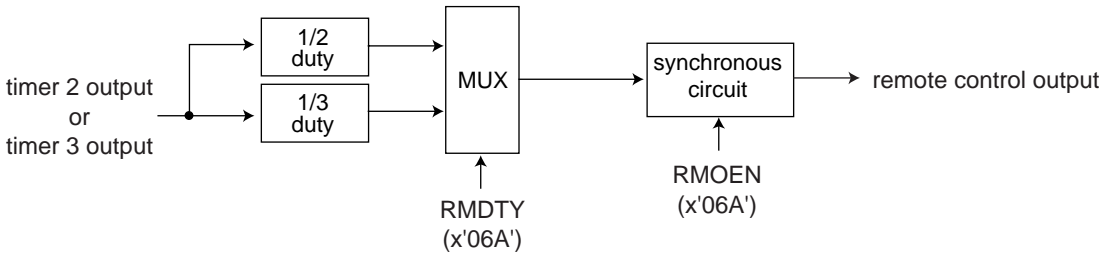 timer 2 output
or
timer 3 output
1/2
duty
1/3
duty
MUX
RMDTY
(x'06A')
synchronous
circuit
RMOEN
(x'06A')
remote control output